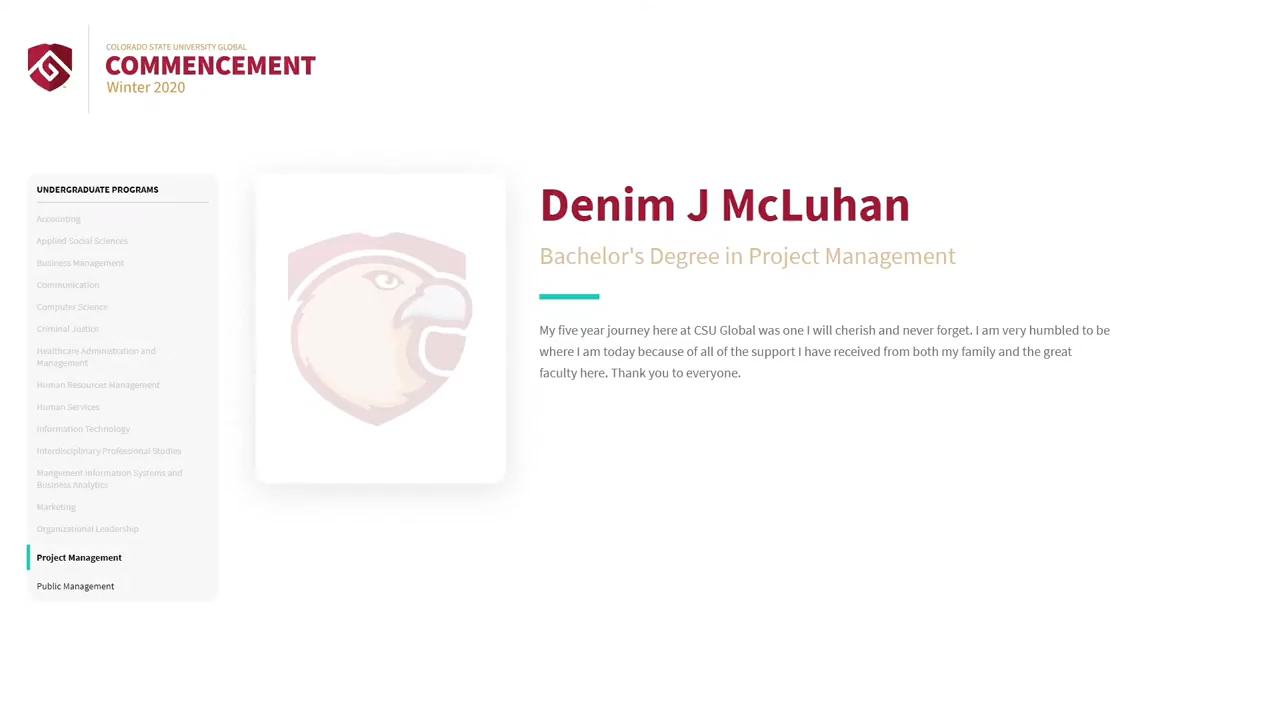 COLORADO STATE UNIVERSITY GLOBAL
COMMENCEMENT
Winter 2020
UNDERGRADUATE PROGRAMS
Accounting
Applied Social Sciences
Business Management
Communication
Computer Science
Criminal Justice
Healthcare Administration and
Management
Human Resources Management
Human Services
Information Technology
Interdisciplinary Professional Studies
Mangement Information Systems and
Business Analytics
Marketing
Organizational Leadership
Project Management
Public Management
Denim J McLuhan
Bachelor's Degree in Project Management
My five year journey here at CSU Global was one I will cherish and never forget. I am very humbled to be
where I am today because of all of the support I have received from both my family and the great
faculty here. Thank you to everyone.